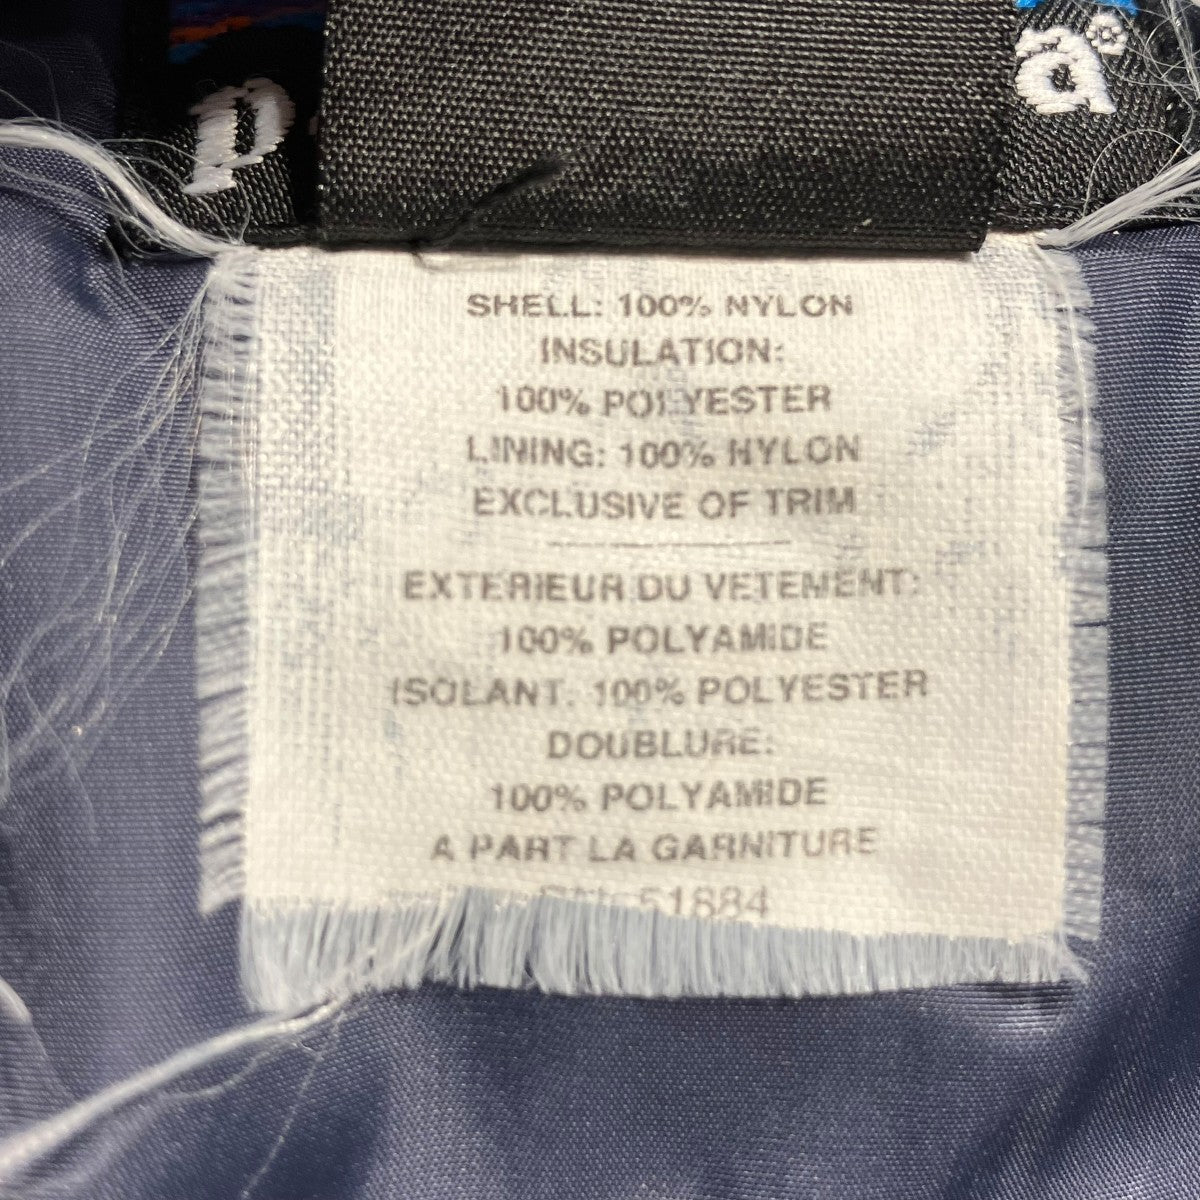 p a®
SHELL: 100% NYLON
INSULATION:
100% POLYESTER
LINING: 100% NYLON
EXCLUSIVE OF TRIM
EXTERIEUR DU VETEMENT:
100% POLYAMIDE
ISOLANT: 100% POLYESTER
DOUBLURE:
100% POLYAMIDE
A PART LA GARNITURE
51884